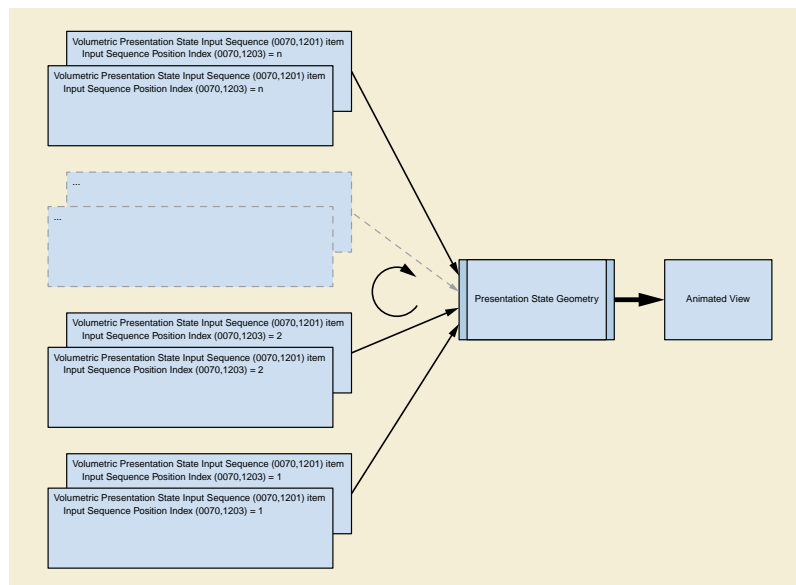 Volumetric Presentation State Input Sequence (0070,1201) item
Input Sequence Position Index (0070,1203) = n
Volumetric Presentation State Input Sequence (0070,1201) item
Input Sequence Position Index (0070,1203) = n
...
...
Volumetric Presentation State Input Sequence (0070,1201) item
Input Sequence Position Index (0070,1203) = 2
Volumetric Presentation State Input Sequence (0070,1201) item
Input Sequence Position Index (0070,1203) = 2
Volumetric Presentation State Input Sequence (0070,1201) item
Input Sequence Position Index (0070,1203) = 1
Volumetric Presentation State Input Sequence (0070,1201) item
Input Sequence Position Index (0070,1203) = 1
Presentation State Geometry
Animated View